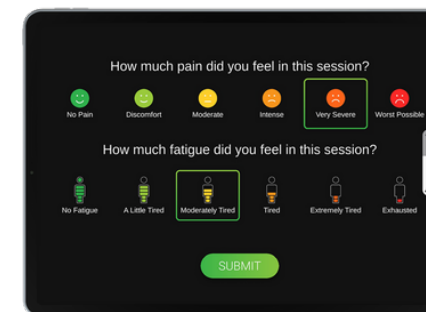 How much pain did you feel in this session?
No Pain Discomfort Moderate Intense Very Severe Worst Possible
How much fatigue did you feel in this session?
No Fatigue A Little Tired Moderately Tired Tired Extremely Tired Exhausted
SUBMIT